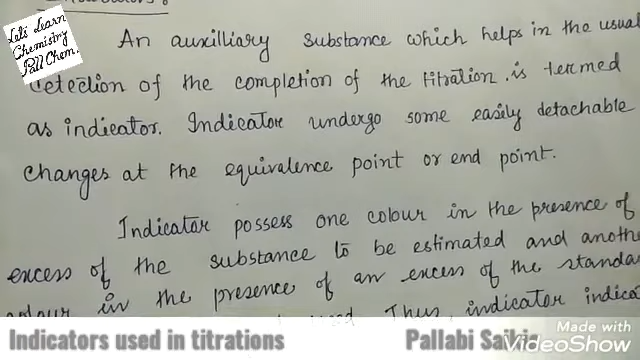 Let's Learn
Chemistry
Pall Chem.
An auxilliary substance which helps in the usual
detection of the completion of the titration. is termed
as indicator. Indicator undergo some easily detachable
changes at the equivalence point or end point.
Indicator possess one colour in the presence of
excess of the substance to be estimated and another
colour in the presence of an excess of the standa
Thus, indicator indica
Indicators used in titrations
Pallabi Saikia
Made with
VideoShow